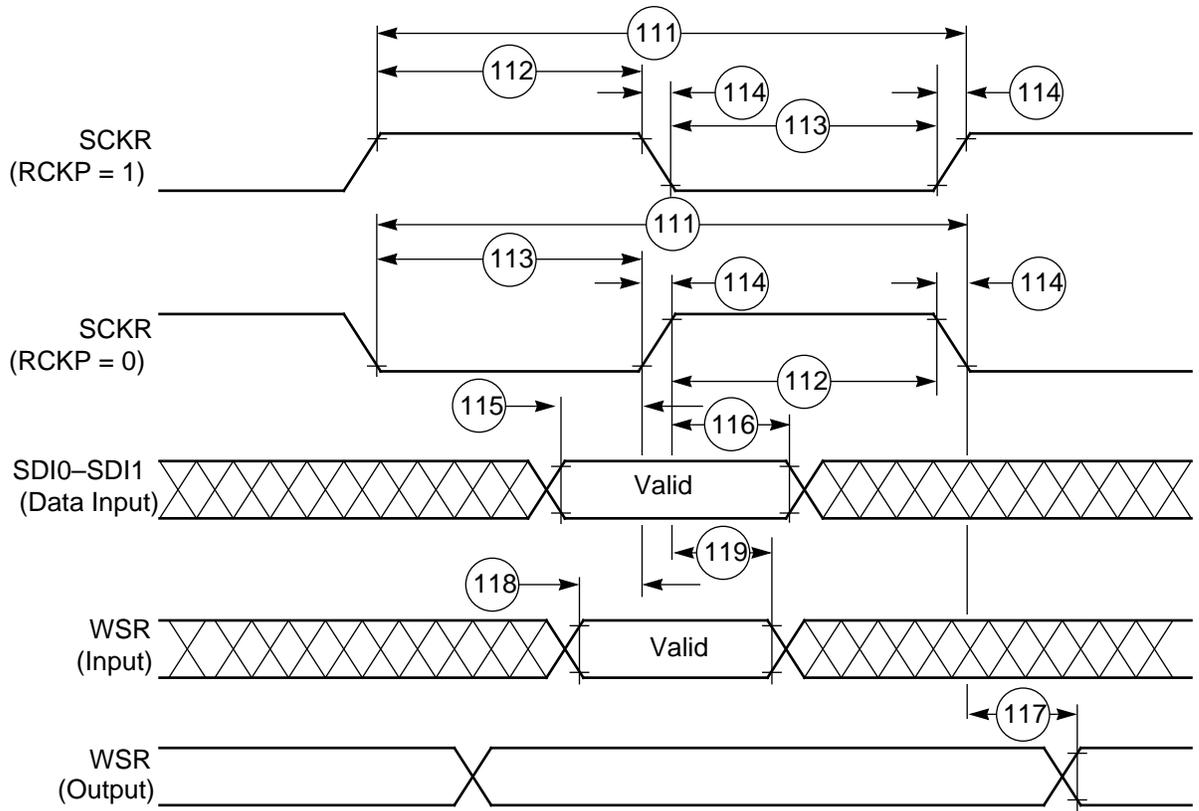 111
112
114
114
113
SCKR
(RCKP = 1)
111
113
114
114
SCKR
(RCKP = 0)
112
115
116
SDI0–SDI1
(Data Input)
Valid
119
118
WSR
(Input)
Valid
117
WSR
(Output)